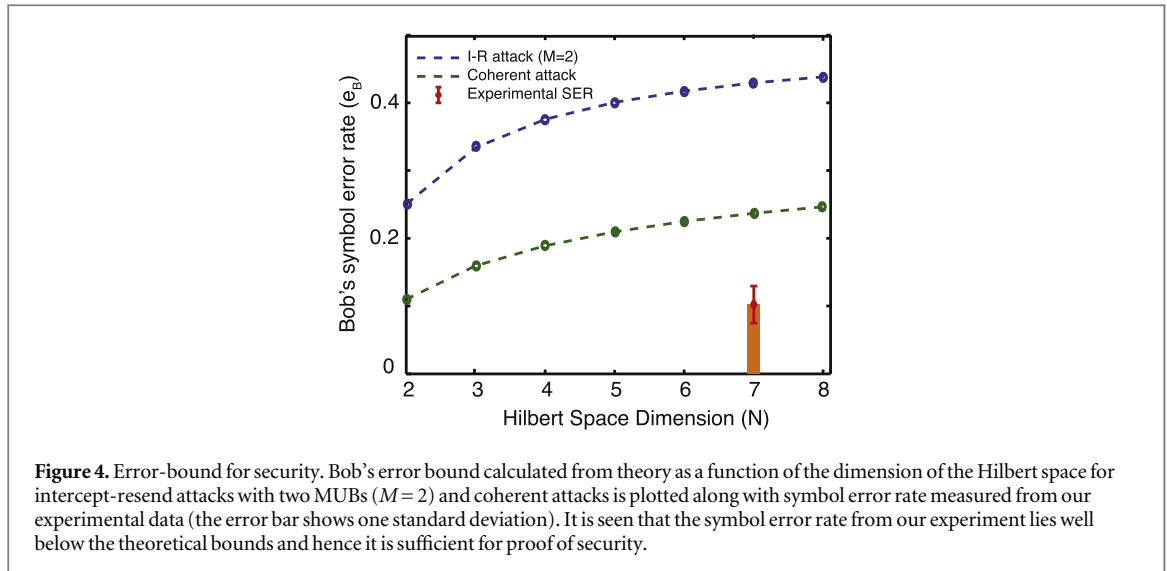 I-R attack (M=2)
Coherent attack
Experimental SER
Bob's symbol error rate (e_B)
0.4
0.2
0
2 3 4 5 6 7 8
Hilbert Space Dimension (N)
Figure 4. Error-bound for security. Bob's error bound calculated from theory as a function of the dimension of the Hilbert space for
intercept-resend attacks with two MUBs (M = 2) and coherent attacks is plotted along with symbol error rate measured from our
experimental data (the error bar shows one standard deviation). It is seen that the symbol error rate from our experiment lies well
below the theoretical bounds and hence it is sufficient for proof of security.